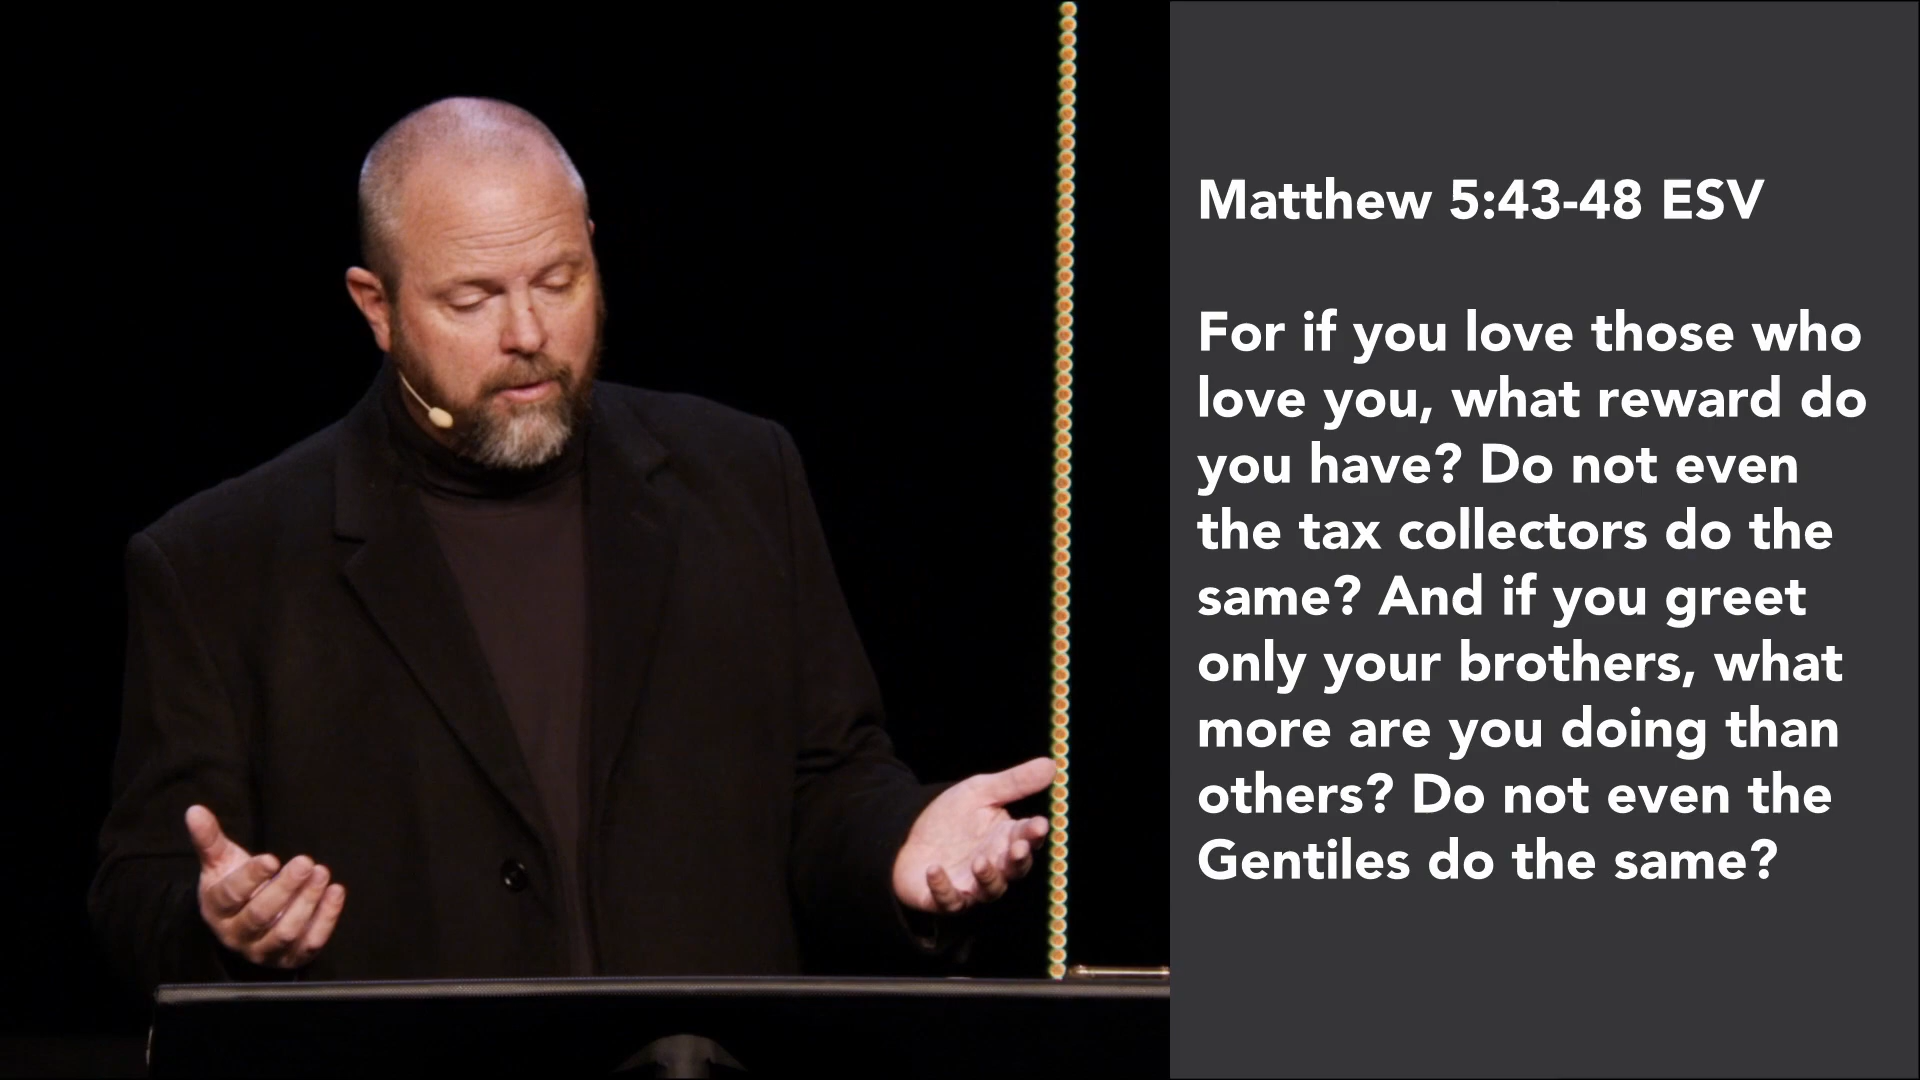 Matthew 5:43-48 ESV
For if you love those who
love you, what reward do
you have? Do not even
the tax collectors do the
same? And if you greet
only your brothers, what
more are you doing than
others? Do not even the
Gentiles do the same?